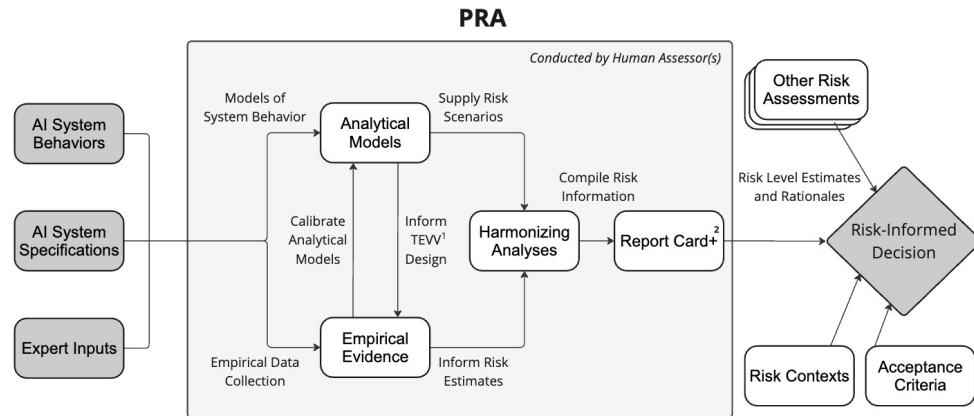 PRA
Conducted by Human Assessor(s)
AI System
Behaviors
AI System
Specifications
Expert Inputs
Models of
System Behavior
Analytical
Models
Supply Risk
Scenarios
Calibrate
Analytical
Models
Inform
TEVV¹
Design
Empirical Data
Collection
Empirical
Evidence
Inform Risk
Estimates
Harmonizing
Analyses
Compile Risk
Information
Report Card+²
Other Risk
Assessments
Risk Level Estimates
and Rationales
Risk-Informed
Decision
Risk Contexts
Acceptance
Criteria